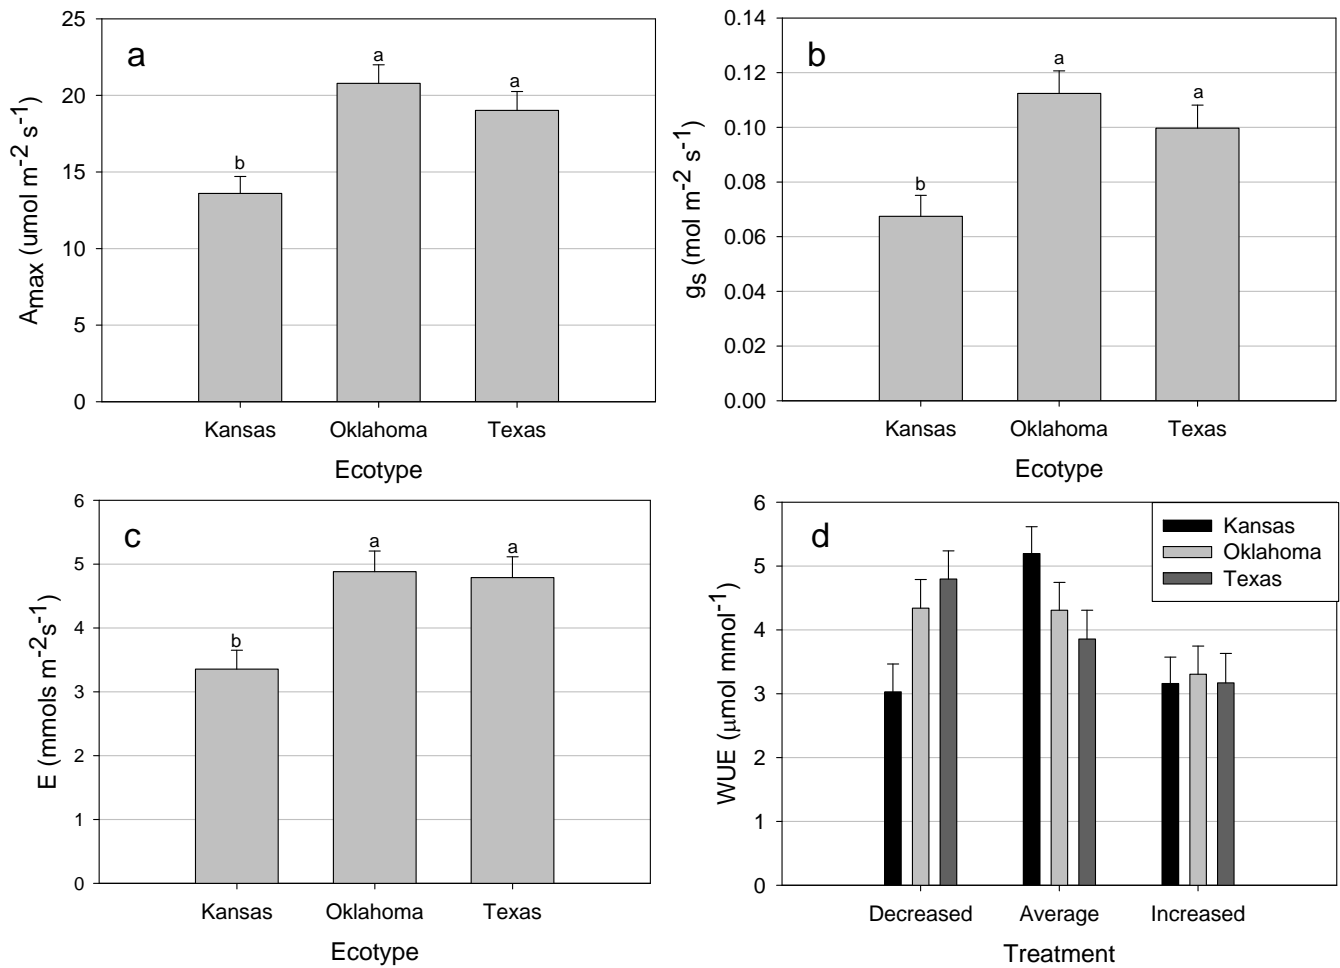 a
25
20
15
10
5
0
Amax (umol m-2 s-1)
b
a
a
Kansas
Oklahoma
Texas
Ecotype
b
0.14
0.12
0.10
0.08
0.06
0.04
0.02
0.00
gs (mol m-2 s-1)
b
a
a
Kansas
Oklahoma
Texas
Ecotype
c
6
5
4
3
2
1
0
E (mmols m-2s-1)
b
a
a
Kansas
Oklahoma
Texas
Ecotype
d
6
5
4
3
2
1
0
WUE (μmol mmol-1)
Kansas
Oklahoma
Texas
Decreased
Average
Increased
Treatment